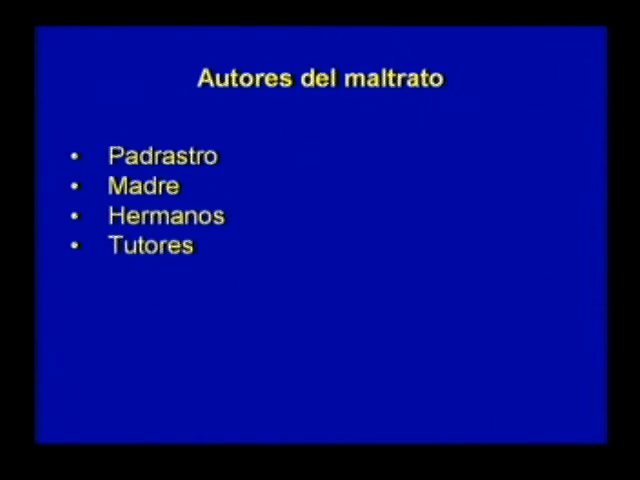 Autores del maltrato
• Padrastro
• Madre
• Hermanos
• Tutores